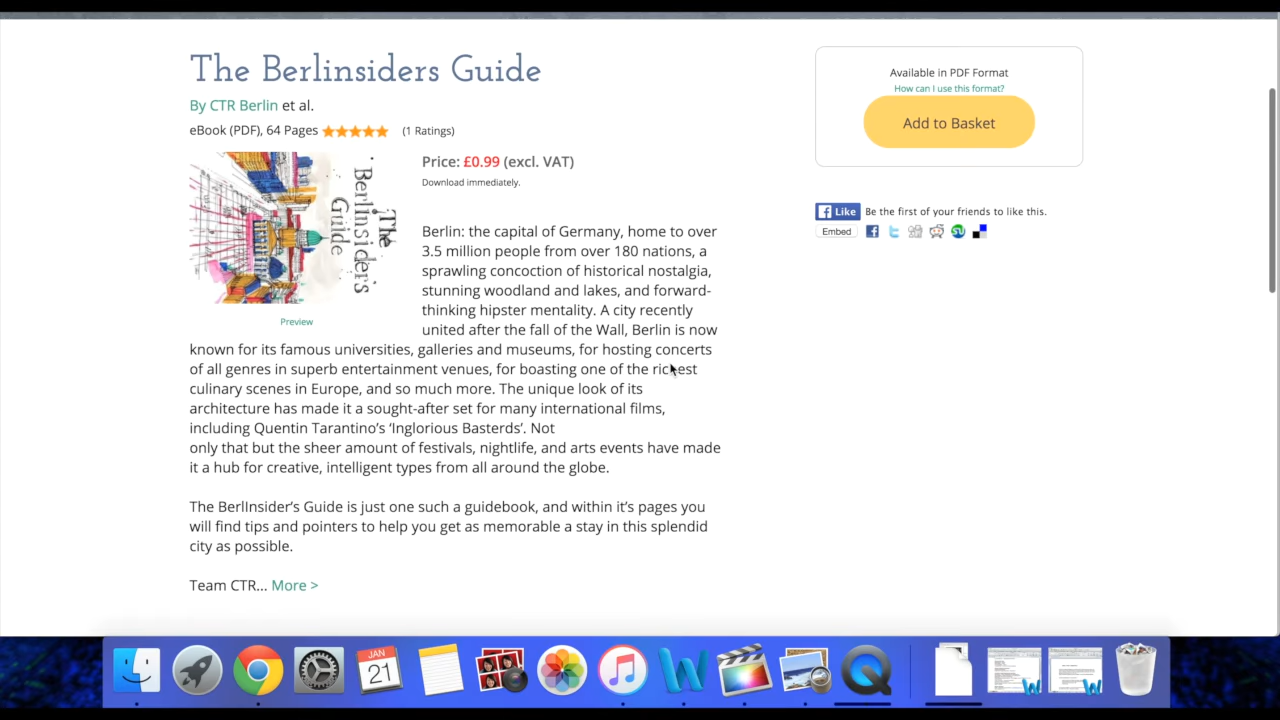 The Berlinsiders Guide
By CTR Berlin et al.
eBook (PDF), 64 Pages (1 Ratings)
The
Berlinsider's
Guide
Preview
Price: £0.99 (excl. VAT)
Download immediately.
Berlin: the capital of Germany, home to over
3.5 million people from over 180 nations, a
sprawling concoction of historical nostalgia,
stunning woodland and lakes, and forward-
thinking hipster mentality. A city recently
united after the fall of the Wall, Berlin is now
known for its famous universities, galleries and museums, for hosting concerts
of all genres in superb entertainment venues, for boasting one of the richest
culinary scenes in Europe, and so much more. The unique look of its
architecture has made it a sought-after set for many international films,
including Quentin Tarantino's 'Inglorious Basterds'. Not
only that but the sheer amount of festivals, nightlife, and arts events have made
it a hub for creative, intelligent types from all around the globe.
The BerlInsider's Guide is just one such a guidebook, and within it's pages you
will find tips and pointers to help you get as memorable a stay in this splendid
city as possible.
Team CTR... More >
Available in PDF Format
How can I use this format?
Add to Basket
Like Be the first of your friends to like this.
Embed
JAN
21